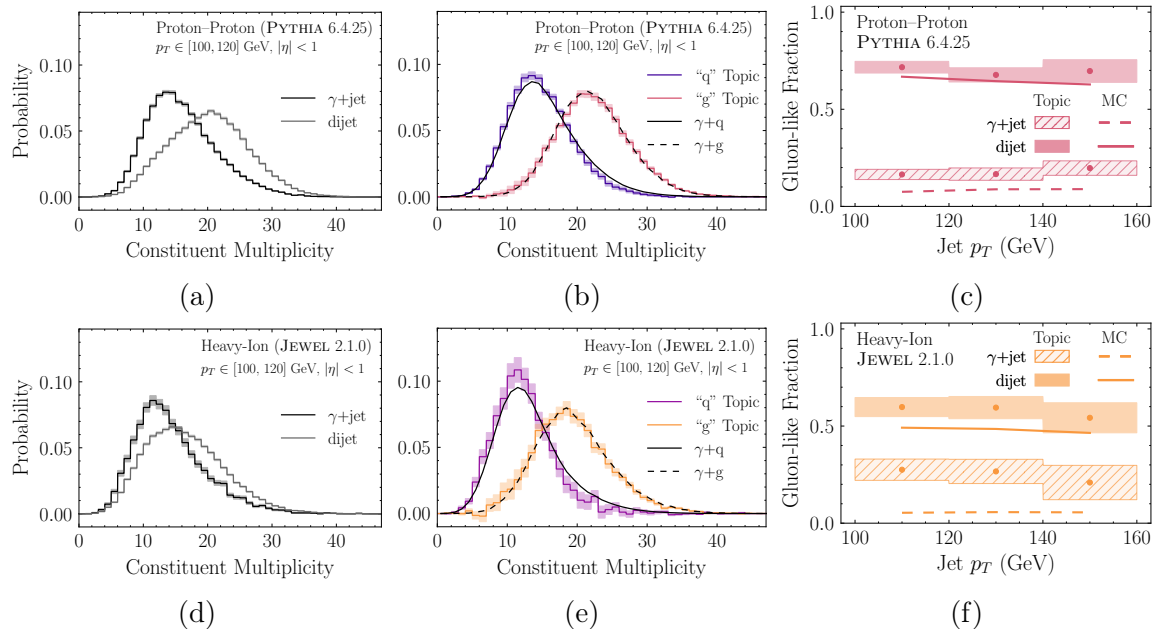 Proton–Proton (PYTHIA 6.4.25)
p_T ∈ [100, 120] GeV, |η| < 1
γ+jet
dijet
Probability
0.10
0.05
0.00
0 10 20 30 40
Constituent Multiplicity
(a)
Proton–Proton (PYTHIA 6.4.25)
p_T ∈ [100, 120] GeV, |η| < 1
"q" Topic
"g" Topic
γ+q
γ+g
0.10
0.05
0.00
0 10 20 30 40
Constituent Multiplicity
(b)
Proton–Proton
PYTHIA 6.4.25
Topic MC
γ+jet
dijet
Gluon-like Fraction
1.0
0.5
0.0
100 120 140 160
Jet p_T (GeV)
(c)
Heavy-Ion (JEWEL 2.1.0)
p_T ∈ [100, 120] GeV, |η| < 1
γ+jet
dijet
Probability
0.10
0.05
0.00
0 10 20 30 40
Constituent Multiplicity
(d)
Heavy-Ion (JEWEL 2.1.0)
p_T ∈ [100, 120] GeV, |η| < 1
"q" Topic
"g" Topic
γ+q
γ+g
0.10
0.05
0.00
0 10 20 30 40
Constituent Multiplicity
(e)
Heavy-Ion
JEWEL 2.1.0
Topic MC
γ+jet
dijet
Gluon-like Fraction
1.0
0.5
0.0
100 120 140 160
Jet p_T (GeV)
(f)